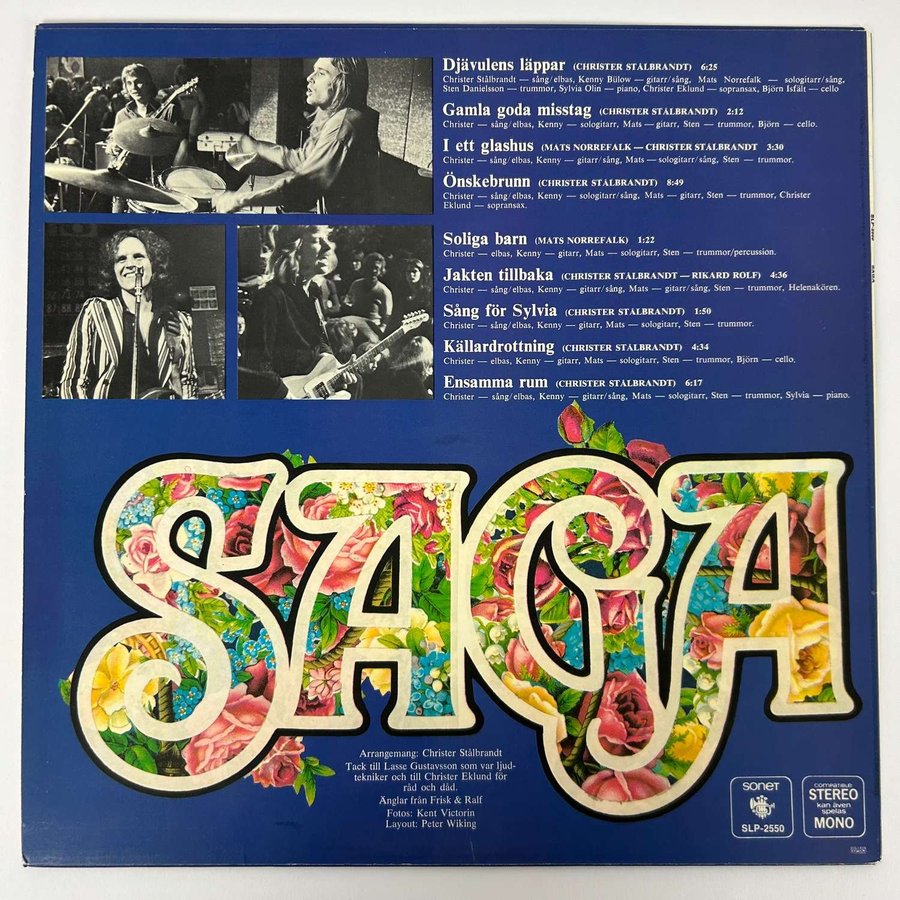 Djävulens läppar (CHRISTER STÅLBRANDT) 6:25
Christer Stålbrandt — sång/elbas, Kenny Bülow — gitarr/sång, Mats Norrefalk — sologitarr/sång,
Sten Danielsson — trummor, Sylvia Olin — piano, Christer Eklund — sopransax, Björn Isfält — cello
Gamla goda misstag (CHRISTER STÅLBRANDT) 2:12
Christer — sång/elbas, Kenny — sologitarr, Mats — gitarr, Sten — trummor, Björn — cello.
I ett glashus (MATS NORREFALK — CHRISTER STÅLBRANDT 3:30
Christer — sång/elbas, Kenny — gitarr/sång, Mats — sologitarr/sång, Sten — trummor.
Önskebrunn (CHRISTER STÅLBRANDT) 8:49
Christer — sång/elbas, Kenny — sologitarr/sång, Mats — gitarr, Sten — trummor, Christer
Eklund — sopransax.
Soliga barn (MATS NORREFALK) 1:22
Christer — elbas, Kenny — gitarr, Mats — sologitarr, Sten — trummor/percussion.
Jakten tillbaka (CHRISTER STÅLBRANDT — RIKARD ROLF) 4:36
Christer — sång/elbas, Kenny — gitarr/sång, Mats — gitarr/sång, Sten — trummor, Helenakören.
Sång för Sylvia (CHRISTER STÅLBRANDT) 1:50
Christer — sång/elbas, Kenny — gitarr, Mats — sologitarr, Sten — trummor.
Källardrottning (CHRISTER STÅLBRANDT) 4:34
Christer — elbas, Kenny — gitarr, Mats — sologitarr, Sten — trummor, Björn — cello.
Ensamma rum (CHRISTER STÅLBRANDT) 6:17
Christer — sång/elbas, Kenny — gitarr/sång, Mats — sologitarr, Sten — trummor, Sylvia — piano.
SAGA
Arrangemang: Christer Stålbrandt
Tack till Lasse Gustavsson som var ljud-
tekniker och till Christer Eklund för
råd och dåd.
Änglar från Frisk & Ralf
Fotos: Kent Victorin
Layout: Peter Wiking
SONET
SLP-2550
COMPATIBLE
STEREO
kan även
spelas
MONO